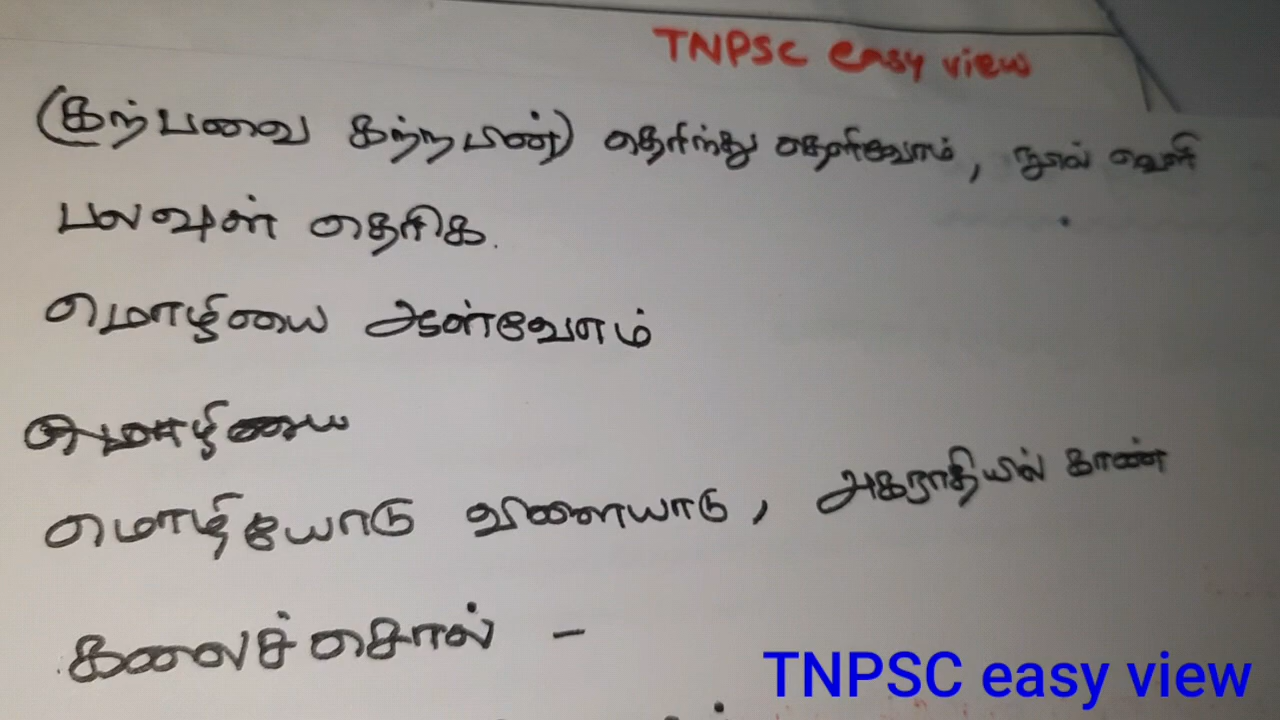 TNPSC easy view
(கற்பவை கற்றபின்) தெரிந்து தெளிவோம், நூல் வெளி
பலவுள் தெரிக.
மொழியை ஆள்வோம்
மொழியை
மொழியோடு விளையாடு, அகராதியில் காண்
கலைச்சொல் -
TNPSC easy view